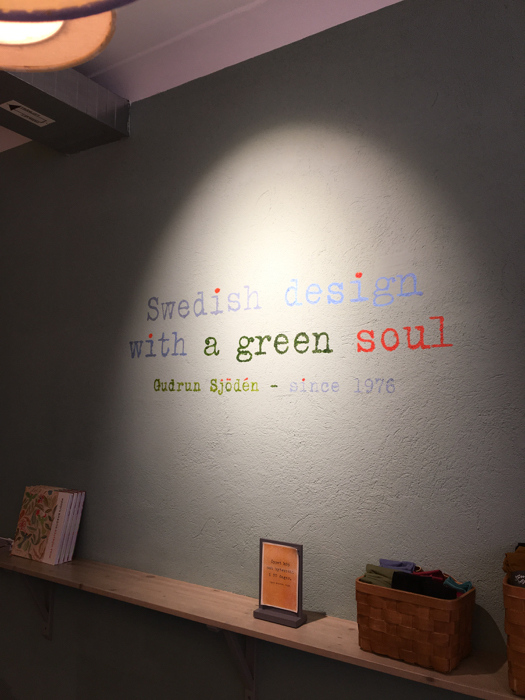 Swedish design
with a green soul
Gudrun Sjödén - since 1976